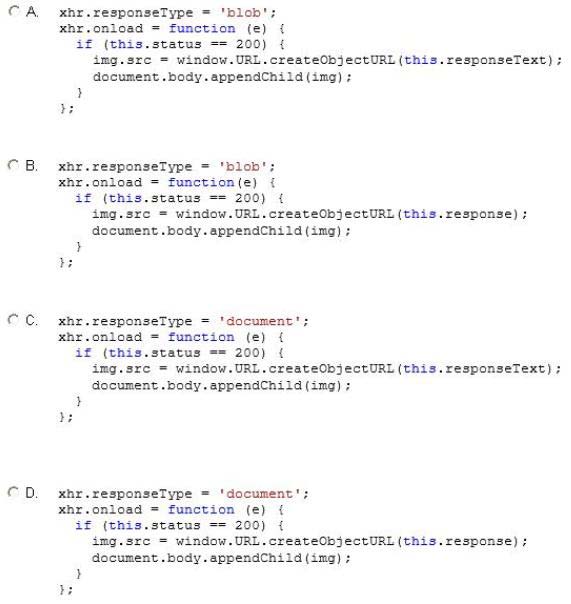 A. xhr.responseType = 'blob';
xhr.onload = function (e) {
if (this.status == 200) {
img.src = window.URL.createObjectURL(this.responseText);
document.body.appendChild(img);
}
};
B. xhr.responseType = 'blob';
xhr.onload = function(e) {
if (this.status == 200) {
img.src = window.URL.createObjectURL(this.response);
document.body.appendChild(img);
}
};
C. xhr.responseType = 'document';
xhr.onload = function (e) {
if (this.status == 200) {
img.src = window.URL.createObjectURL(this.responseText);
document.body.appendChild(img);
}
};
D. xhr.responseType = 'document';
xhr.onload = function (e) {
if (this.status == 200) {
img.src = window.URL.createObjectURL(this.response);
document.body.appendChild(img);
}
};